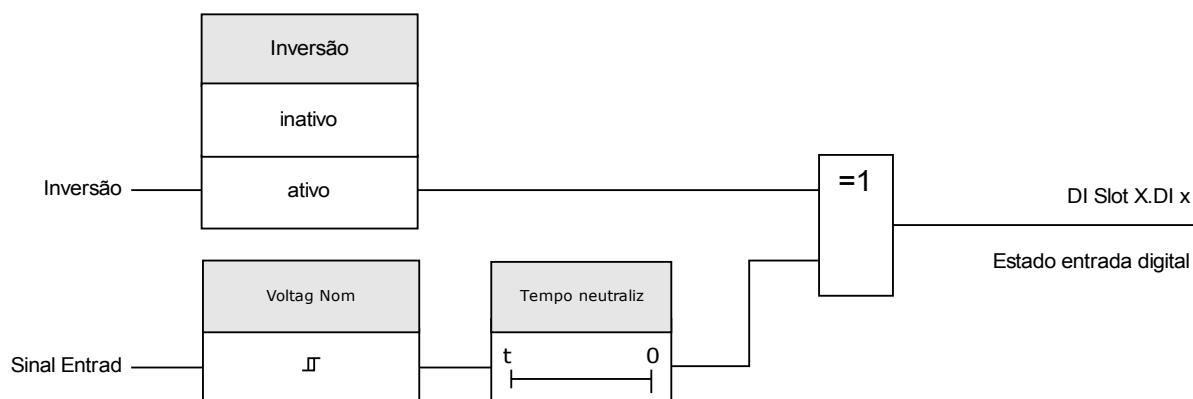 Inversão
inativo
Inversão
ativo
=1
DI Slot X.DI x
Estado entrada digital
Voltag Nom
Tempo neutraliz
Sinal Entrad
t
0